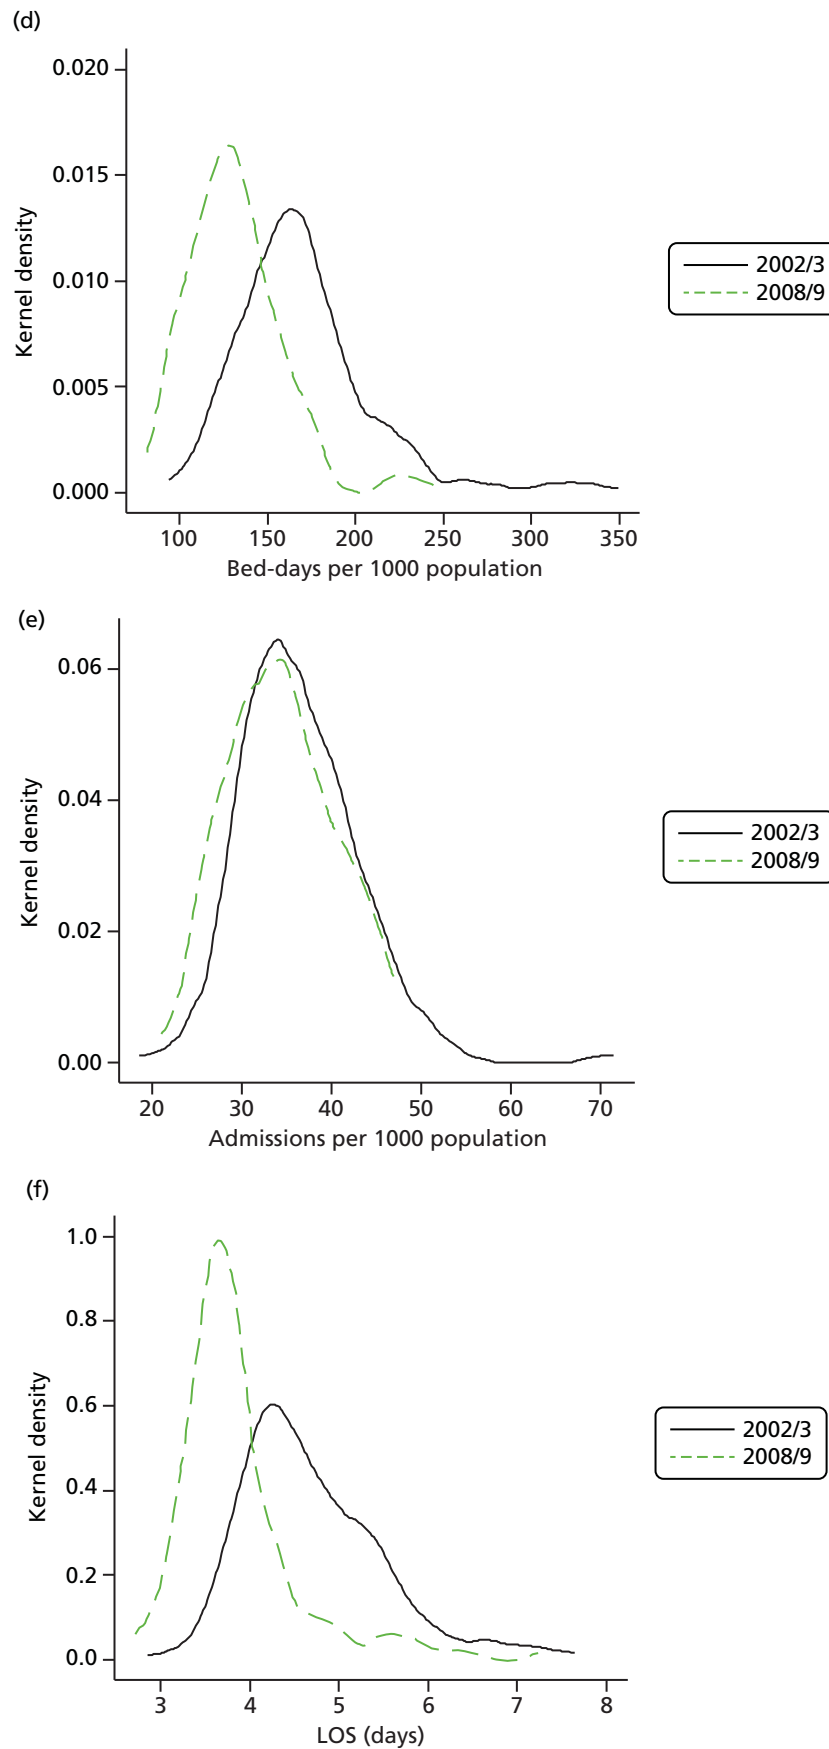 (d)
0.020
0.015
0.010
0.005
0.000
Kernel density
100 150 200 250 300 350
Bed-days per 1000 population
2002/3
2008/9
(e)
0.06
0.04
0.02
0.00
Kernel density
20 30 40 50 60 70
Admissions per 1000 population
2002/3
2008/9
(f)
1.0
0.8
0.6
0.4
0.2
0.0
Kernel density
3 4 5 6 7 8
LOS (days)
2002/3
2008/9